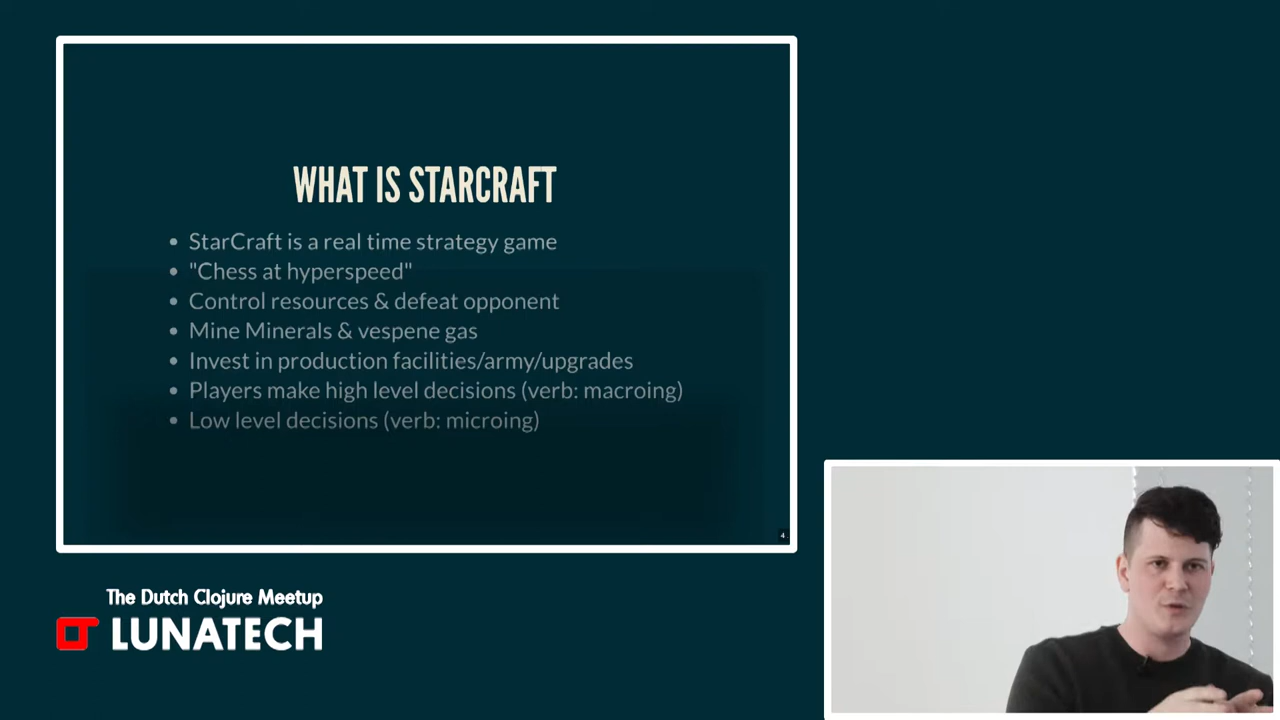 WHAT IS STARCRAFT
• StarCraft is a real time strategy game
• "Chess at hyperspeed"
• Control resources & defeat opponent
• Mine Minerals & vespene gas
• Invest in production facilities/army/upgrades
• Players make high level decisions (verb: macroing)
• Low level decisions (verb: microing)
4
The Dutch Clojure Meetup
LUNATECH